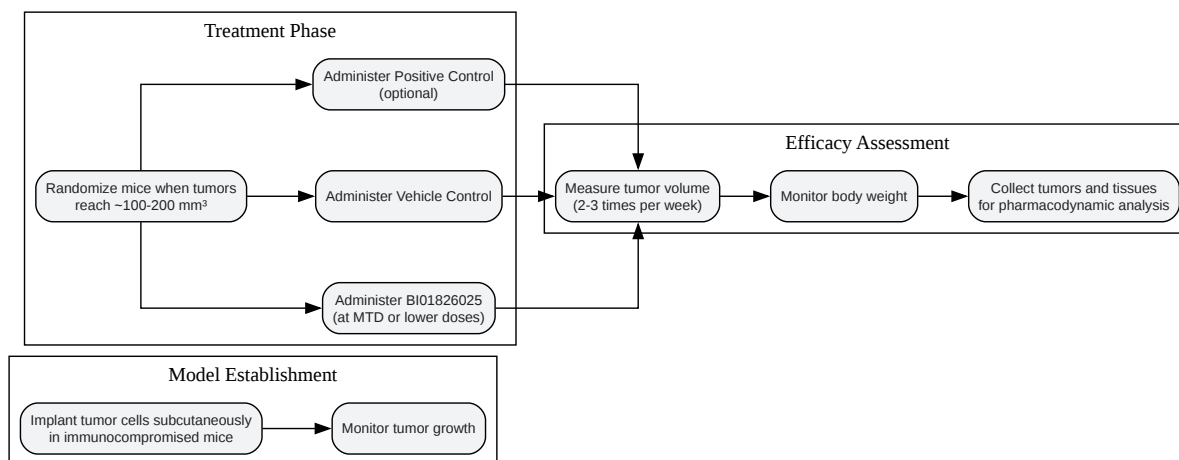 Treatment Phase
Administer Positive Control
(optional)
Randomize mice when tumors
reach ~100-200 mm³
Administer Vehicle Control
Administer BI01826025
(at MTD or lower doses)
Efficacy Assessment
Measure tumor volume
(2-3 times per week)
Monitor body weight
Collect tumors and tissues
for pharmacodynamic analysis
Model Establishment
Implant tumor cells subcutaneously
in immunocompromised mice
Monitor tumor growth